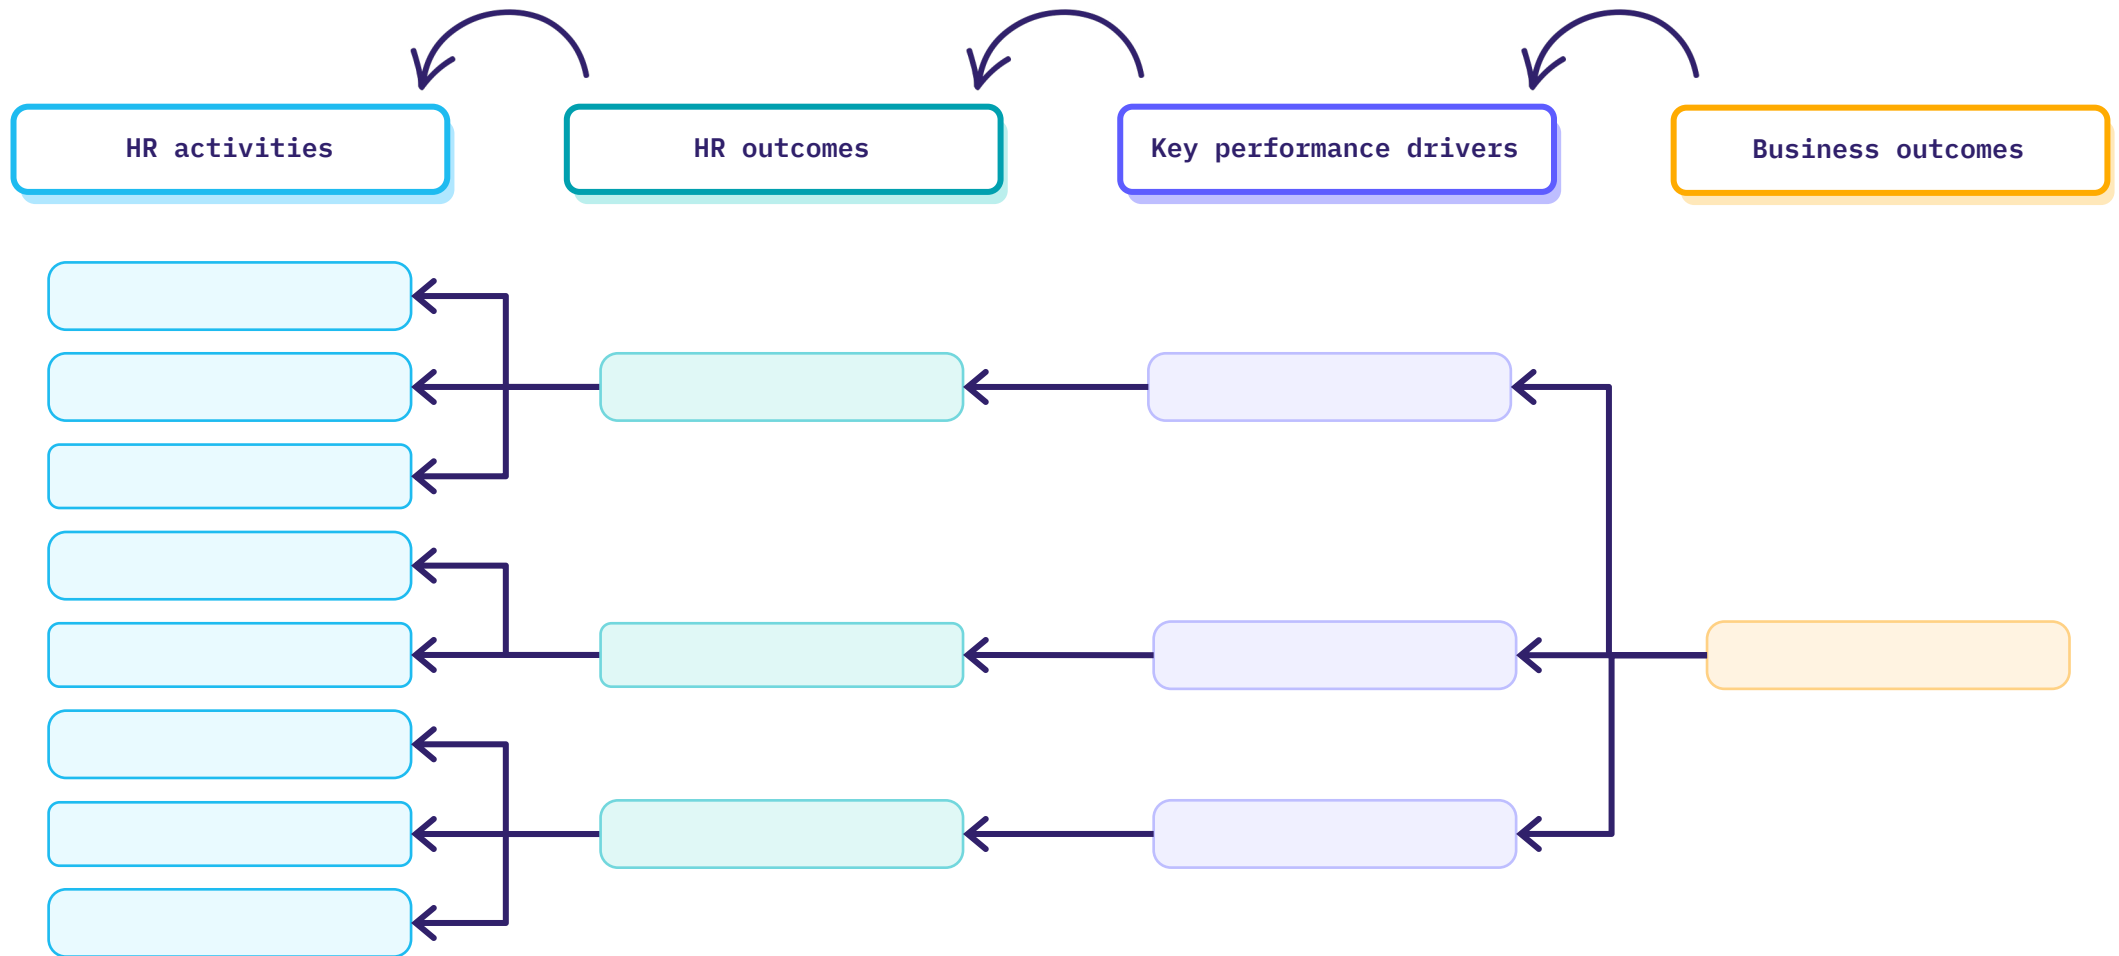 HR activities
HR outcomes
Key performance drivers
Business outcomes